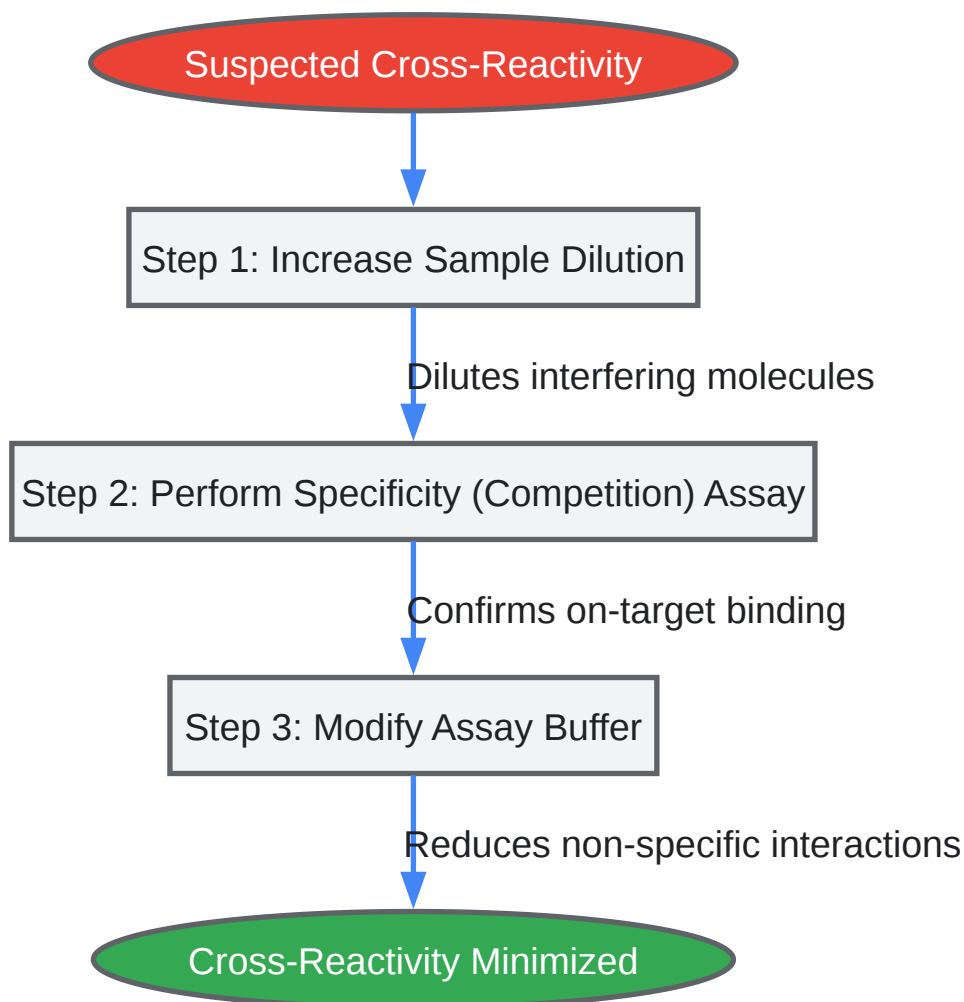 Suspected Cross-Reactivity
Step 1: Increase Sample Dilution
Dilutes interfering molecules
Step 2: Perform Specificity (Competition) Assay
Confirms on-target binding
Step 3: Modify Assay Buffer
Reduces non-specific interactions
Cross-Reactivity Minimized